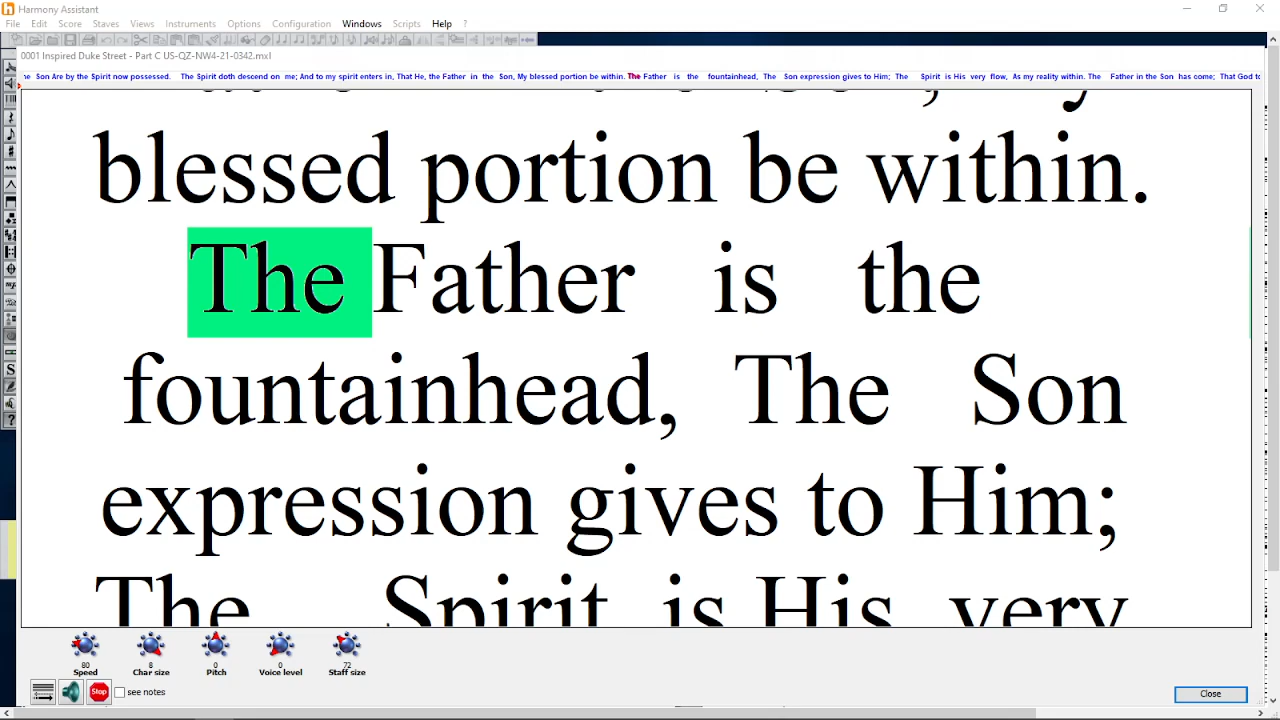 Harmony Assistant
File Edit Score Staves Views Instruments Options Configuration Windows Scripts Help ?
0001 Inspired Duke Street - Part C US-QZ-NW4-21-0342.mxl
Son Are by the Spirit now possessed. The Spirit doth descend on me; And to my spirit enters in, That He, the Father in the Son, My blessed portion be within. The Father is the fountainhead, The Son expression gives to Him; The Spirit is His very flow, As my reality within. The Father in the Son has come; That God to
blessed portion be within.
The Father is the
fountainhead, The Son
expression gives to Him;
The Spirit is His very
80 8 0 0 72
Speed Char size Pitch Voice level Staff size
Stop see notes Close